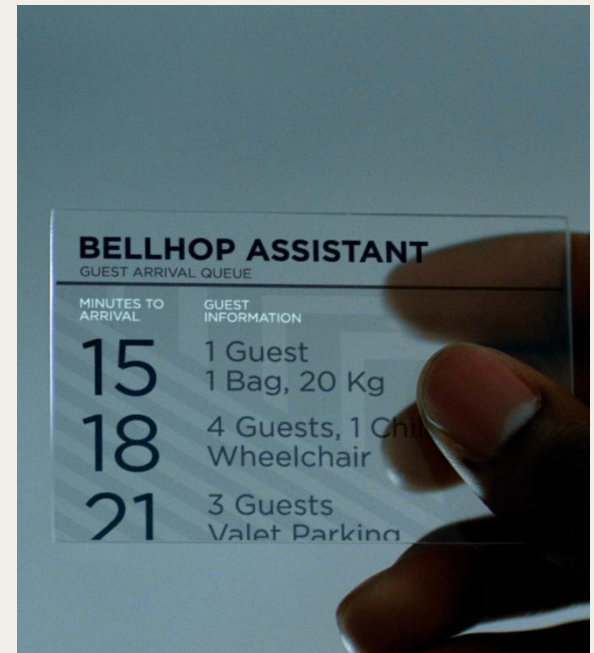 BELLHOP ASSISTANT
GUEST ARRIVAL QUEUE
MINUTES TO
ARRIVAL
GUEST
INFORMATION
15
1 Guest
1 Bag, 20 Kg
18
4 Guests, 1 Chil
Wheelchair
21
3 Guests
Valet Parking